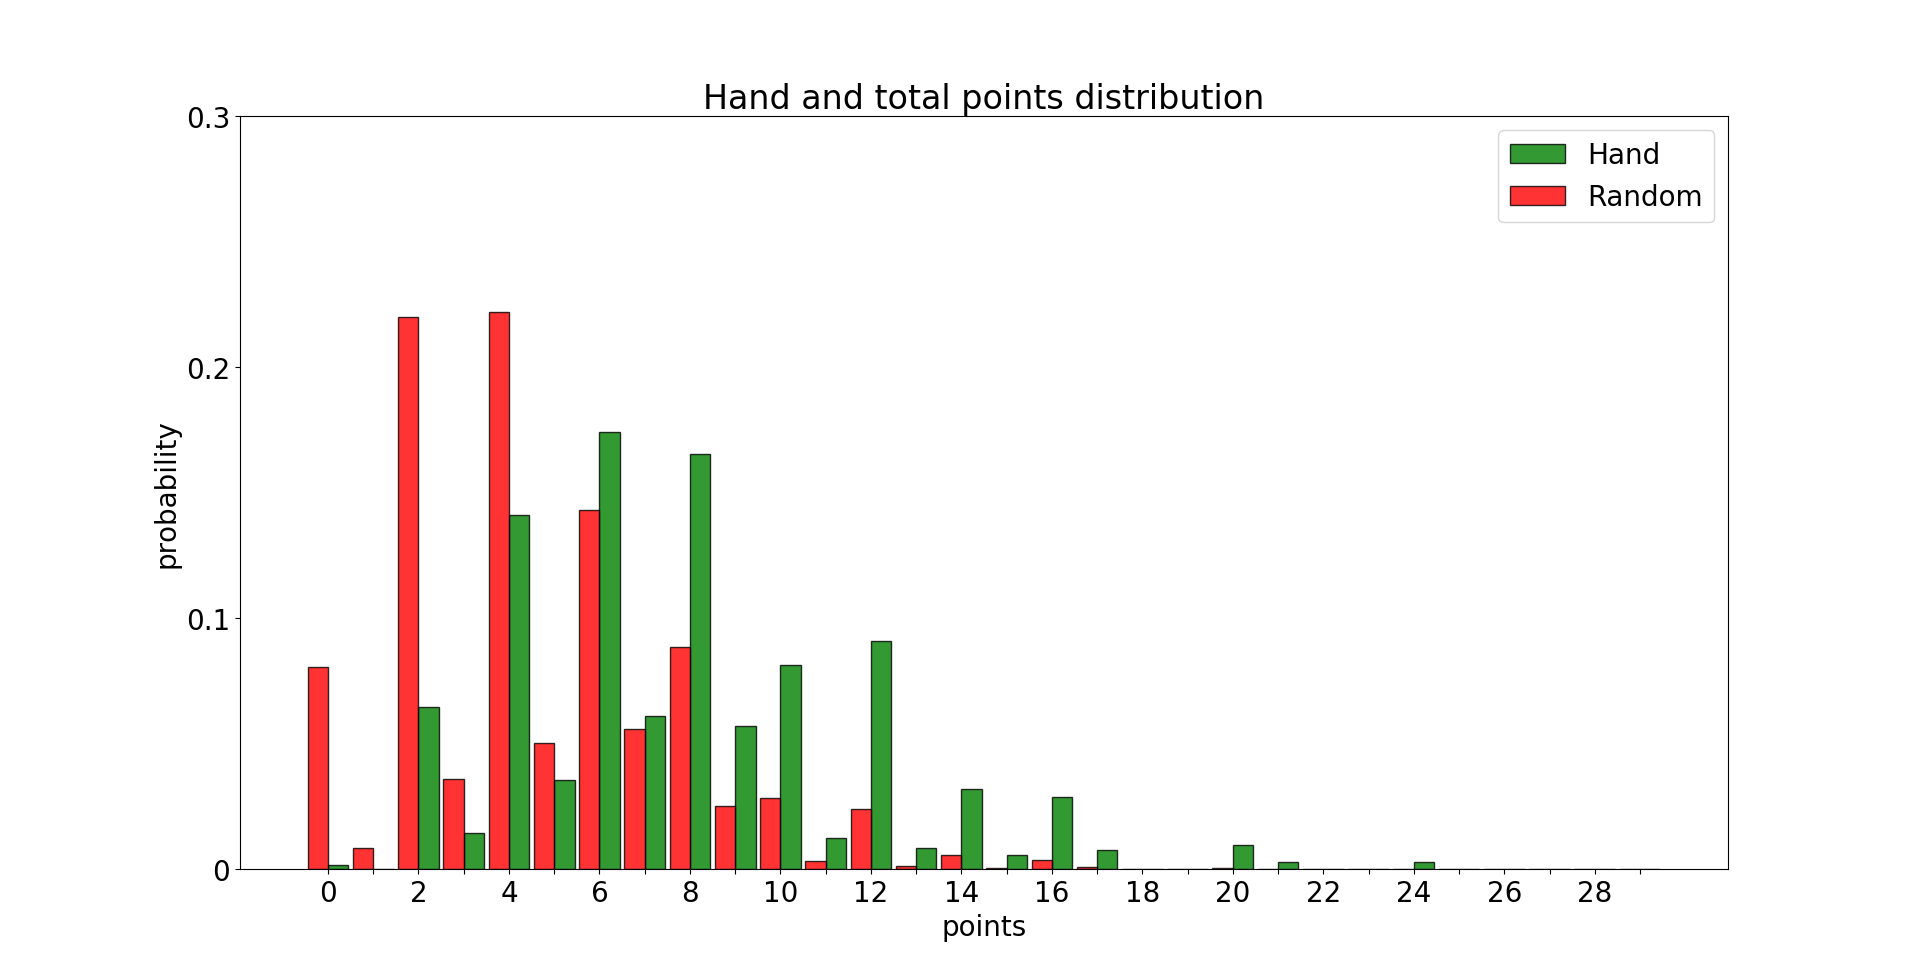 Hand and total points distribution
0.3
0.2
0.1
0
probability
Hand
Random
0 2 4 6 8 10 12 14 16 18 20 22 24 26 28
points